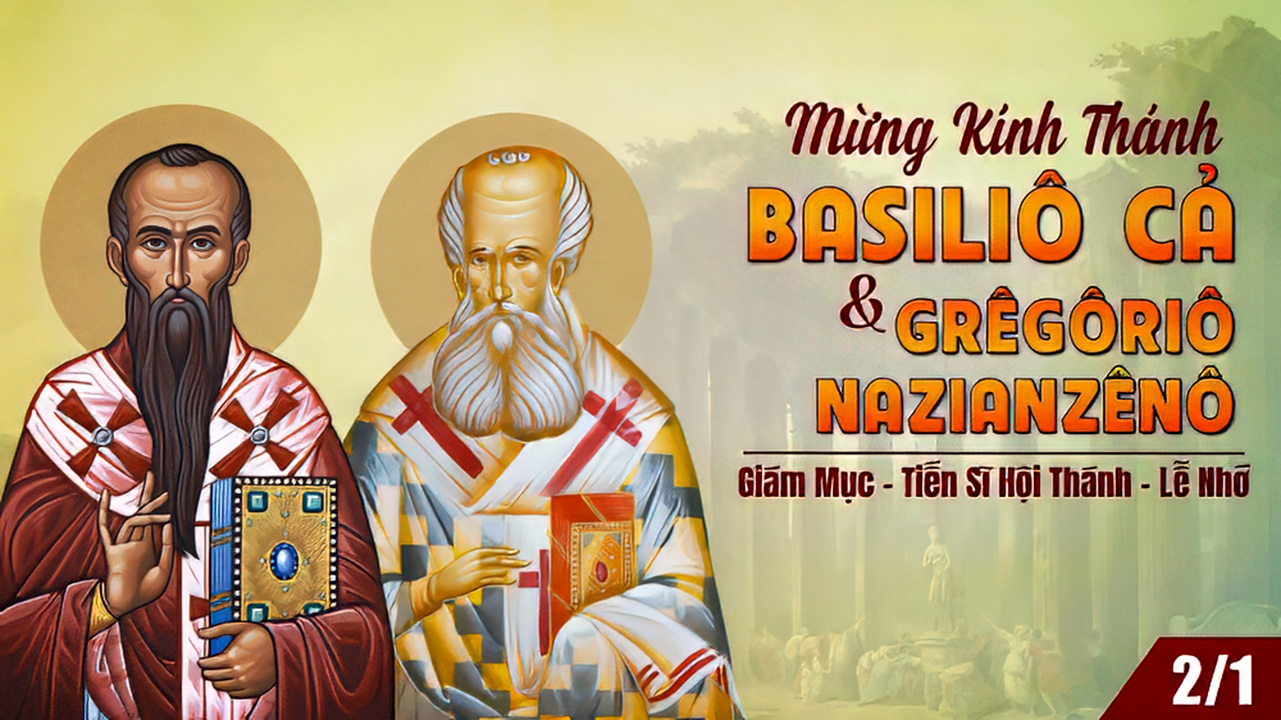 Mừng Kính Thánh
BASILIÔ CẢ
& GRÊGÔRIÔ
NAZIANZÊNÔ
Giám Mục - Tiến Sĩ Hội Thánh - Lễ Nhớ
2/1